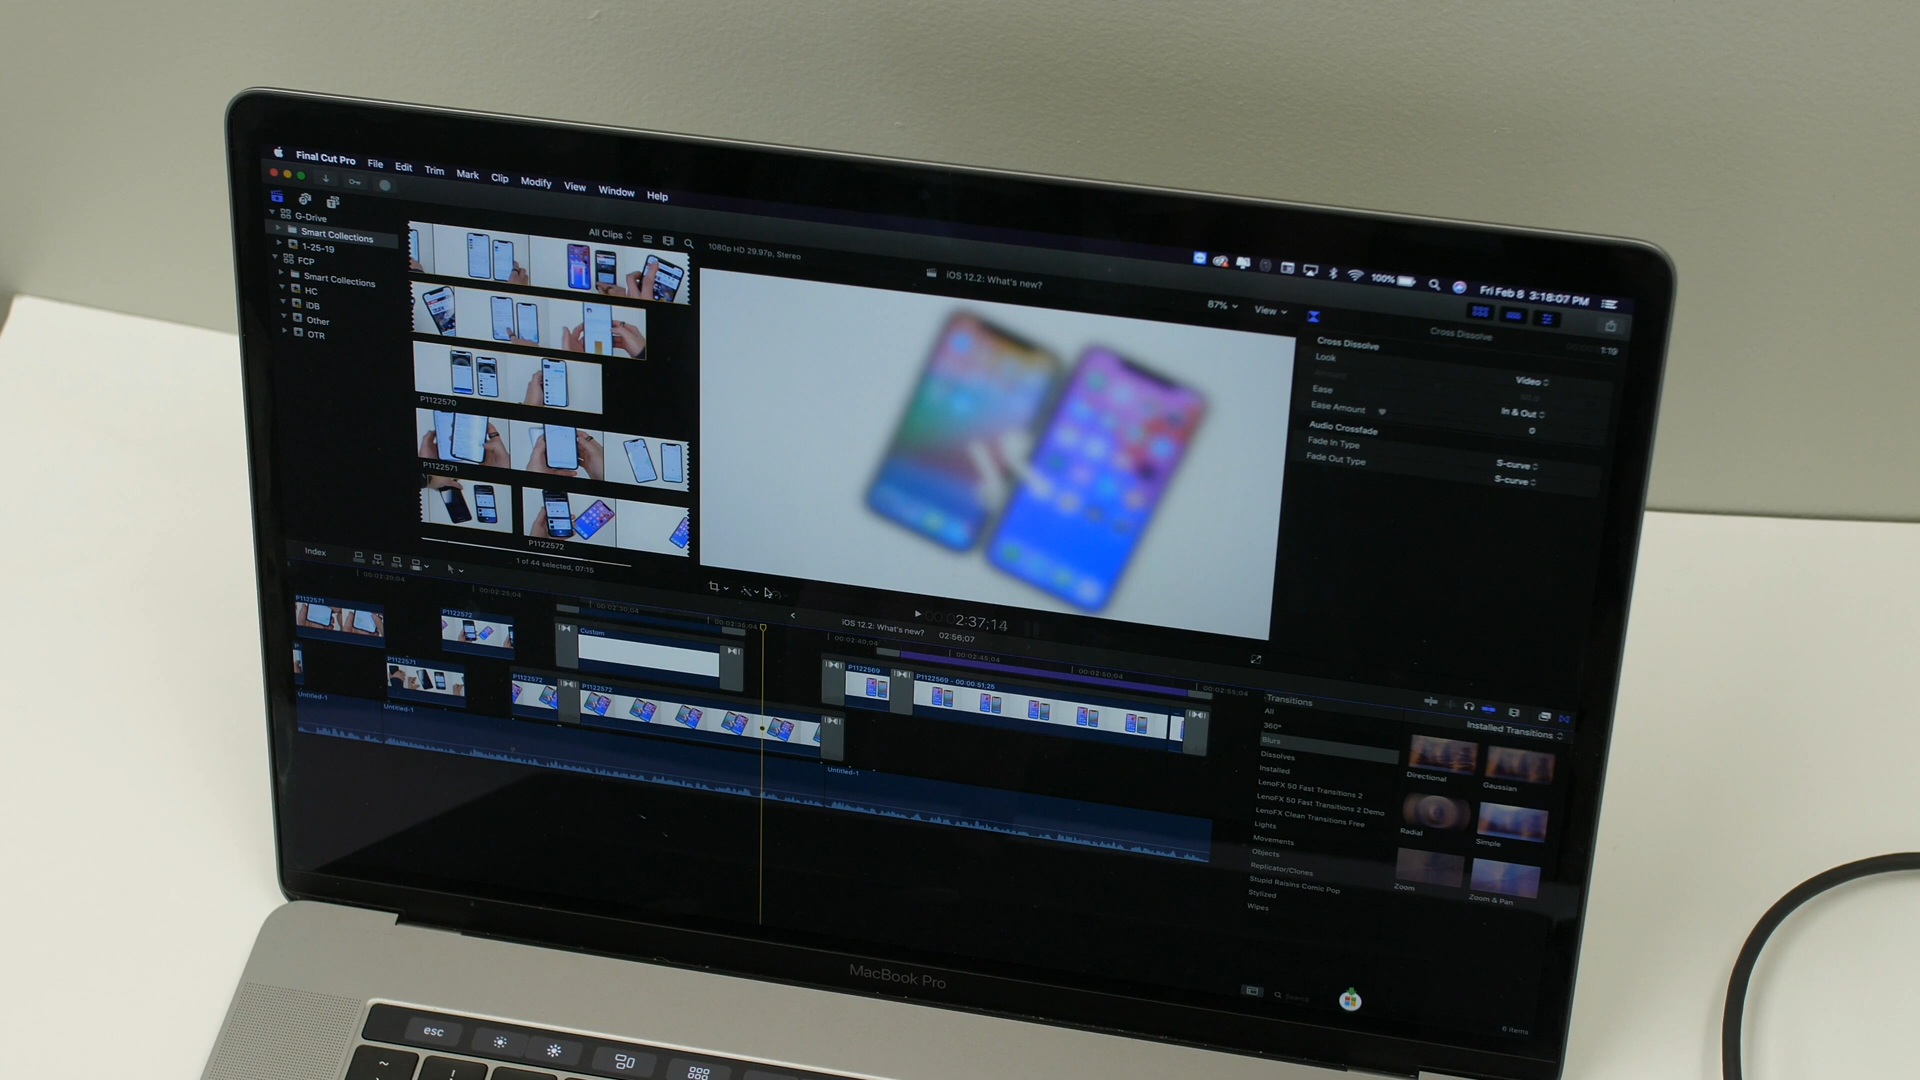 Final Cut Pro File Edit Trim Mark Clip Modify View Window Help
100% Fri Feb 8 3:18:07 PM
G-Drive
Smart Collections
1-25-19
FCP
Smart Collections
HC
iDB
Other
OTR
All Clips
P1122570
P1122571
P1122572
1 of 44 selected, 07:15
1080p HD 29.97p, Stereo
iOS 12.2: What's new?
87% View
Cross Dissolve
1:19
Cross Dissolve
Look Video
Ease In & Out
Ease Amount 0
Audio Crossfade
Fade In Type S-curve
Fade Out Type S-curve
2:37;14
Index
iOS 12.2: What's new? 02:56;07
00:02:20;04
00:02:25;04
00:02:30;04
00:02:35;04
00:02:40;04
00:02:45;04
00:02:50;04
00:02:55;04
P1122571
P1122572
Custom
P1122571
P1122572
P1122572
P1122569
P1122569 - 00:00:51;25
Untitled-1
Untitled-1
Untitled-1
Transitions
Installed Transitions
All
360°
Blurs
Dissolves
Installed
LenoFX 50 Fast Transitions 2
LenoFX 50 Fast Transitions 2 Demo
LenoFX Clean Transitions Free
Lights
Movements
Objects
Replicator/Clones
Stupid Raisins Comic Pop
Stylized
Wipes
Directional
Gaussian
Radial
Simple
Zoom
Zoom & Pan
Search
6 items
MacBook Pro
esc
~
!